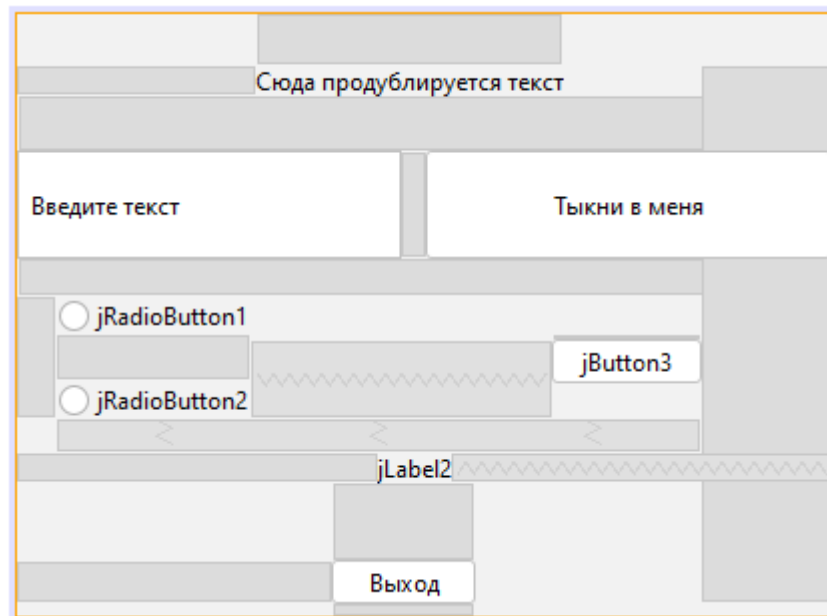 Сюда продублируется текст
Введите текст
Тыкни в меня
jRadioButton1
jButton3
jRadioButton2
jLabel2
Выход